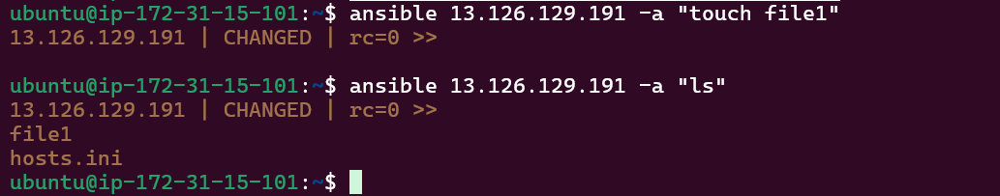 ubuntu@ip-172-31-15-101:~$ ansible 13.126.129.191 -a "touch file1"
13.126.129.191 | CHANGED | rc=0 >>
ubuntu@ip-172-31-15-101:~$ ansible 13.126.129.191 -a "ls"
13.126.129.191 | CHANGED | rc=0 >>
file1
hosts.ini
ubuntu@ip-172-31-15-101:~$